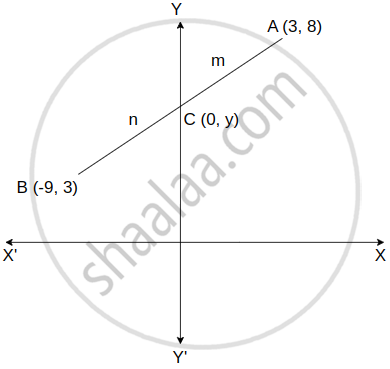 Y
A (3, 8)
m
n
C (0, y)
B (-9, 3)
X'
X
Y'
shaalaa.com